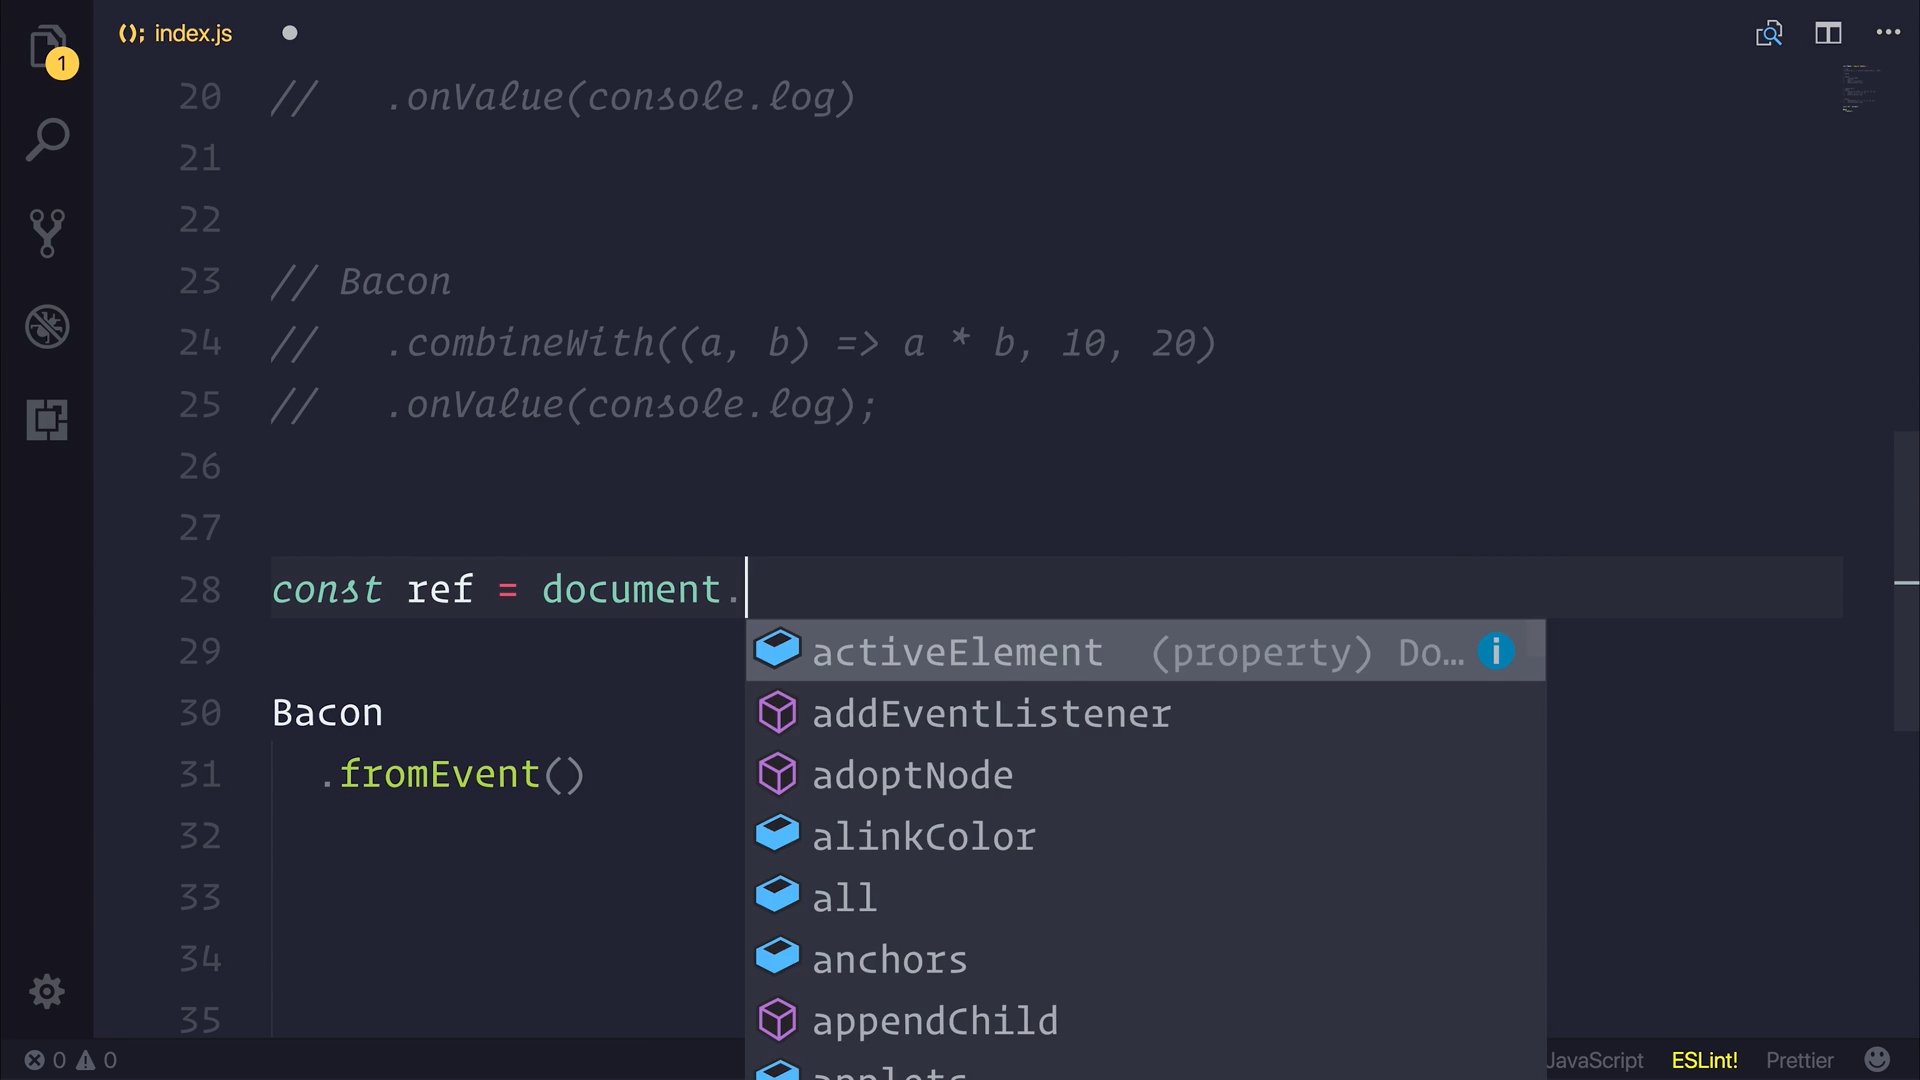 1
(); index.js
20 //   .onValue(console.log)
21
22
23 // Bacon
24 //   .combineWith((a, b) => a * b, 10, 20)
25 //   .onValue(console.log);
26
27
28 const ref = document.
activeElement (property) Do… i
29
addEventListener
30 Bacon
31   .fromEvent()
adoptNode
32
alinkColor
33
all
34
anchors
35
appendChild
applets
0 0
JavaScript ESLint! Prettier